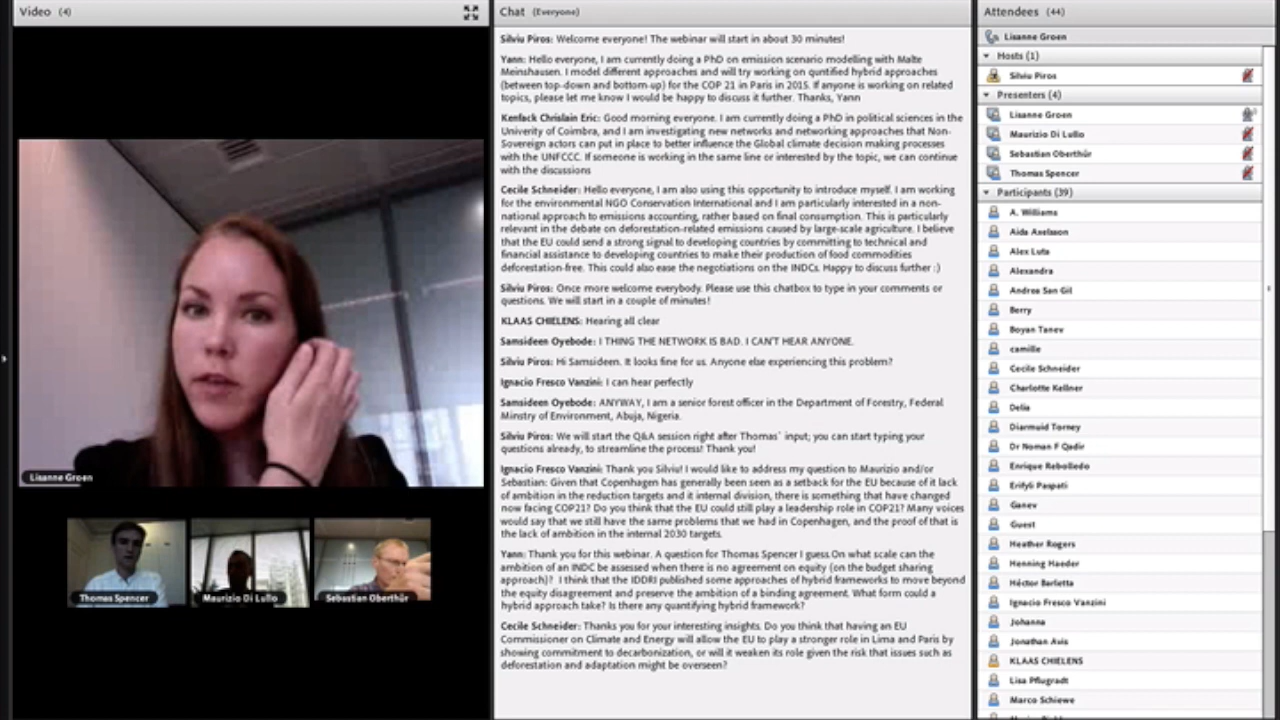 Video (4)
Lisanne Groen
Thomas Spencer
Maurizio Di Lullo
Sebastian Oberthür
Chat (Everyone)
Silviu Piros: Welcome everyone! The webinar will start in about 30 minutes!
Yann: Hello everyone, I am currently doing a PhD on emission scenario modelling with Malte
Meinshausen. I model different approaches and will try working on quntified hybrid approaches
(between top-down and bottom-up) for the COP 21 in Paris in 2015. If anyone is working on related
topics, please let me know I would be happy to discuss it further. Thanks, Yann
Kenfack Chrislain Eric: Good morning everyone. I am currently doing a PhD in political sciences in the
Univerity of Coimbra, and I am investigating new networks and networking approaches that Non-
Sovereign actors can put in place to better influence the Global climate decision making processes
with the UNFCCC. If someone is working in the same line or interested by the topic, we can continue
with the discussions
Cecile Schneider: Hello everyone, I am also using this opportunity to introduce myself. I am working
for the environmental NGO Conservation International and I am particularly interested in a non-
national approach to emissions accounting, rather based on final consumption. This is particularly
relevant in the debate on deforestation-related emissions caused by large-scale agriculture. I believe
that the EU could send a strong signal to developing countries by committing to technical and
financial assistance to developing countries to make their production of food commodities
deforestation-free. This could also ease the negotiations on the INDCs. Happy to discuss further :)
Silviu Piros: Once more welcome everybody. Please use this chatbox to type in your comments or
questions. We will start in a couple of minutes!
KLAAS CHIELENS: Hearing all clear
Samsideen Oyebode: I THING THE NETWORK IS BAD. I CAN'T HEAR ANYONE.
Silviu Piros: Hi Samsideen. It looks fine for us. Anyone else experiencing this problem?
Ignacio Fresco Vanzini: I can hear perfectly
Samsideen Oyebode: ANYWAY, I am a senior forest officer in the Department of Forestry, Federal
Minstry of Environment, Abuja, Nigeria.
Silviu Piros: We will start the Q&A session right after Thomas` input; you can start typing your
questions already, to streamline the process! Thank you!
Ignacio Fresco Vanzini: Thank you Silviu! I would like to address my question to Maurizio and/or
Sebastian: Given that Copenhagen has generally been seen as a setback for the EU because of it lack
of ambition in the reduction targets and it internal division, there is something that have changed
now facing COP21? Do you think that the EU could still play a leadership role in COP21? Many voices
would say that we still have the same problems that we had in Copenhagen, and the proof of that is
the lack of ambition in the internal 2030 targets.
Yann: Thank you for this webinar. A question for Thomas Spencer I guess.On what scale can the
ambition of an INDC be assessed when there is no agreement on equity (on the budget sharing
approach)? I think that the IDDRI published some approaches of hybrid frameworks to move beyond
the equity disagreement and preserve the ambition of a binding agreement. What form could a
hybrid approach take? Is there any quantifying hybrid framework?
Cecile Schneider: Thanks you for your interesting insights. Do you think that having an EU
Commissioner on Climate and Energy will allow the EU to play a stronger role in Lima and Paris by
showing commitment to decarbonization, or will it weaken its role given the risk that issues such as
deforestation and adaptation might be overseen?
Attendees (44)
Lisanne Groen
Hosts (1)
Silviu Piros
Presenters (4)
Lisanne Groen
Maurizio Di Lullo
Sebastian Oberthür
Thomas Spencer
Participants (39)
A. Williams
Aida Axelsson
Alex Luta
Alexandra
Andrea San Gil
Berry
Boyan Tanev
camille
Cecile Schneider
Charlotte Kellner
Delia
Diarmuid Torney
Dr Noman F Qadir
Enrique Rebolledo
Erifyli Paspati
Ganev
Guest
Heather Rogers
Henning Haeder
Héctor Barletta
Ignacio Fresco Vanzini
Johanna
Jonathan Avis
KLAAS CHIELENS
Lisa Pflugradt
Marco Schiewe